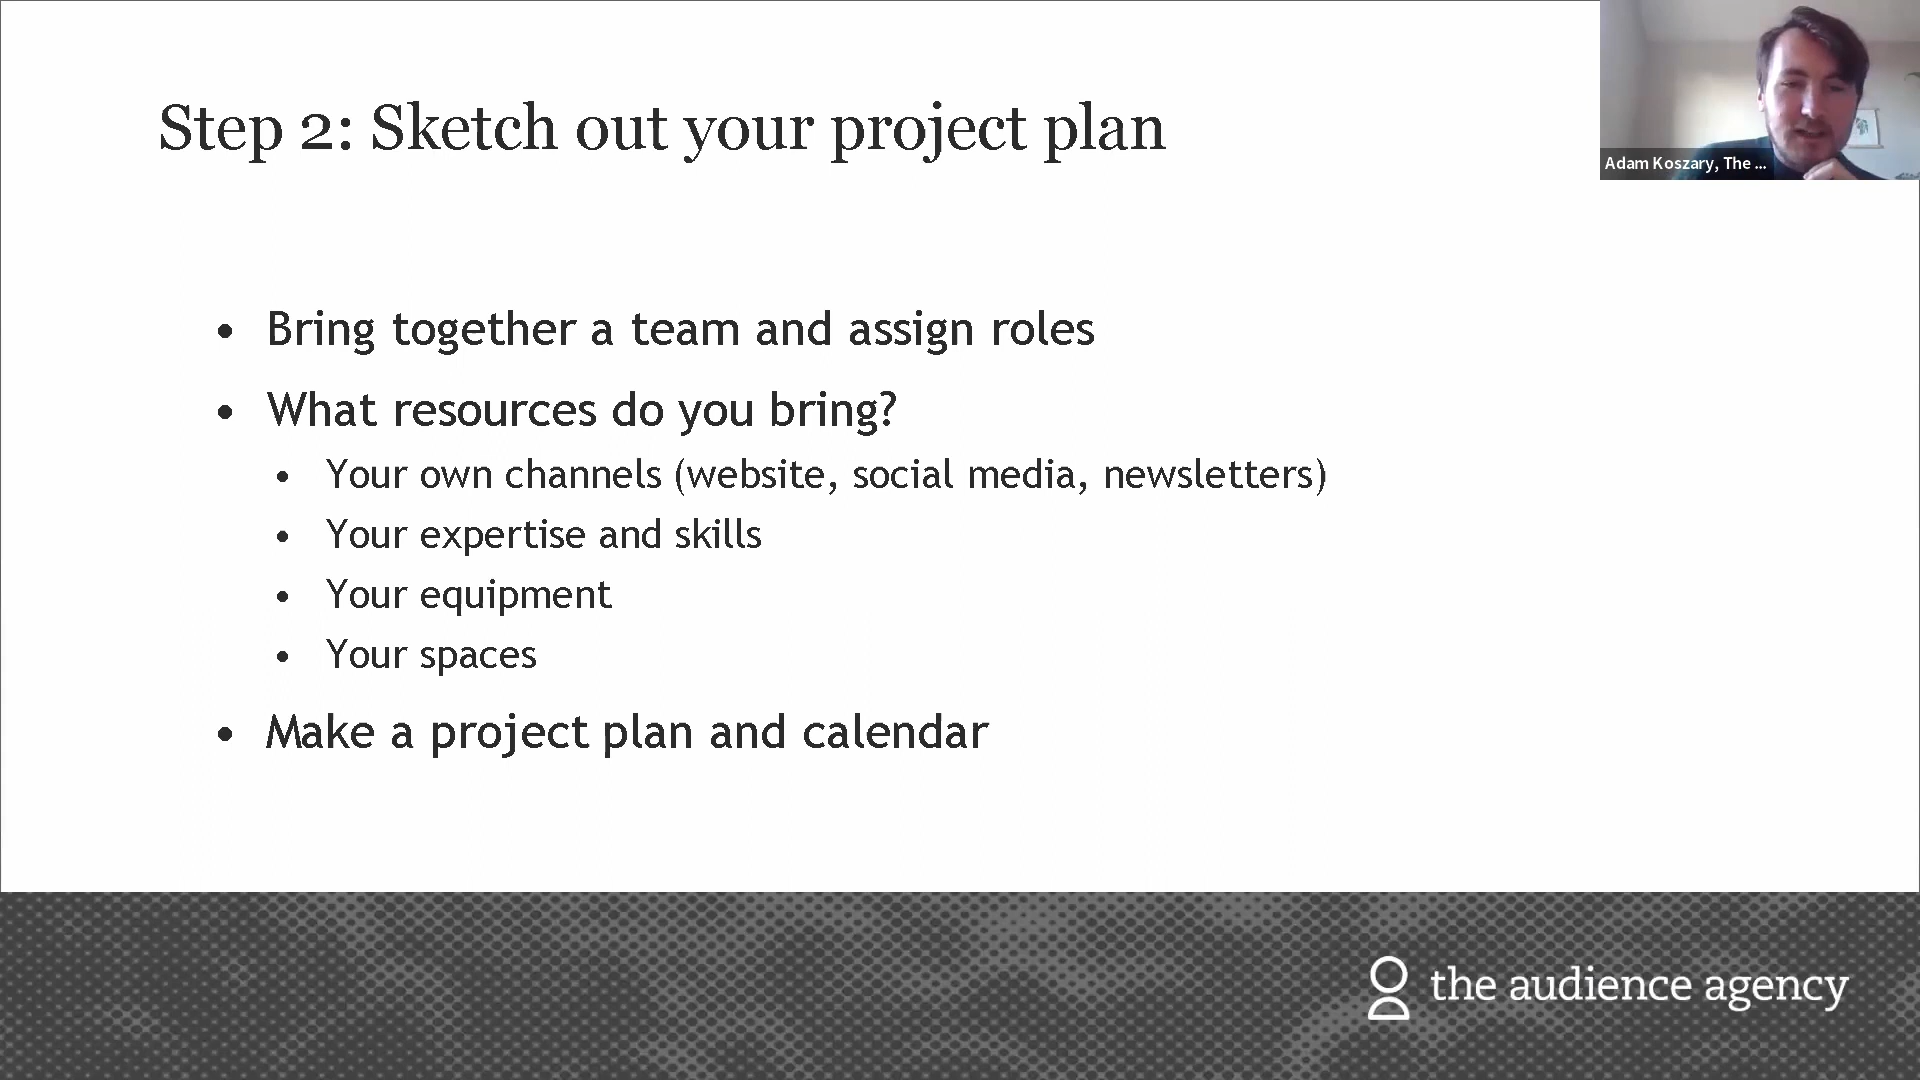 Step 2: Sketch out your project plan
Adam Koszary, The ...
• Bring together a team and assign roles
• What resources do you bring?
• Your own channels (website, social media, newsletters)
• Your expertise and skills
• Your equipment
• Your spaces
• Make a project plan and calendar
the audience agency